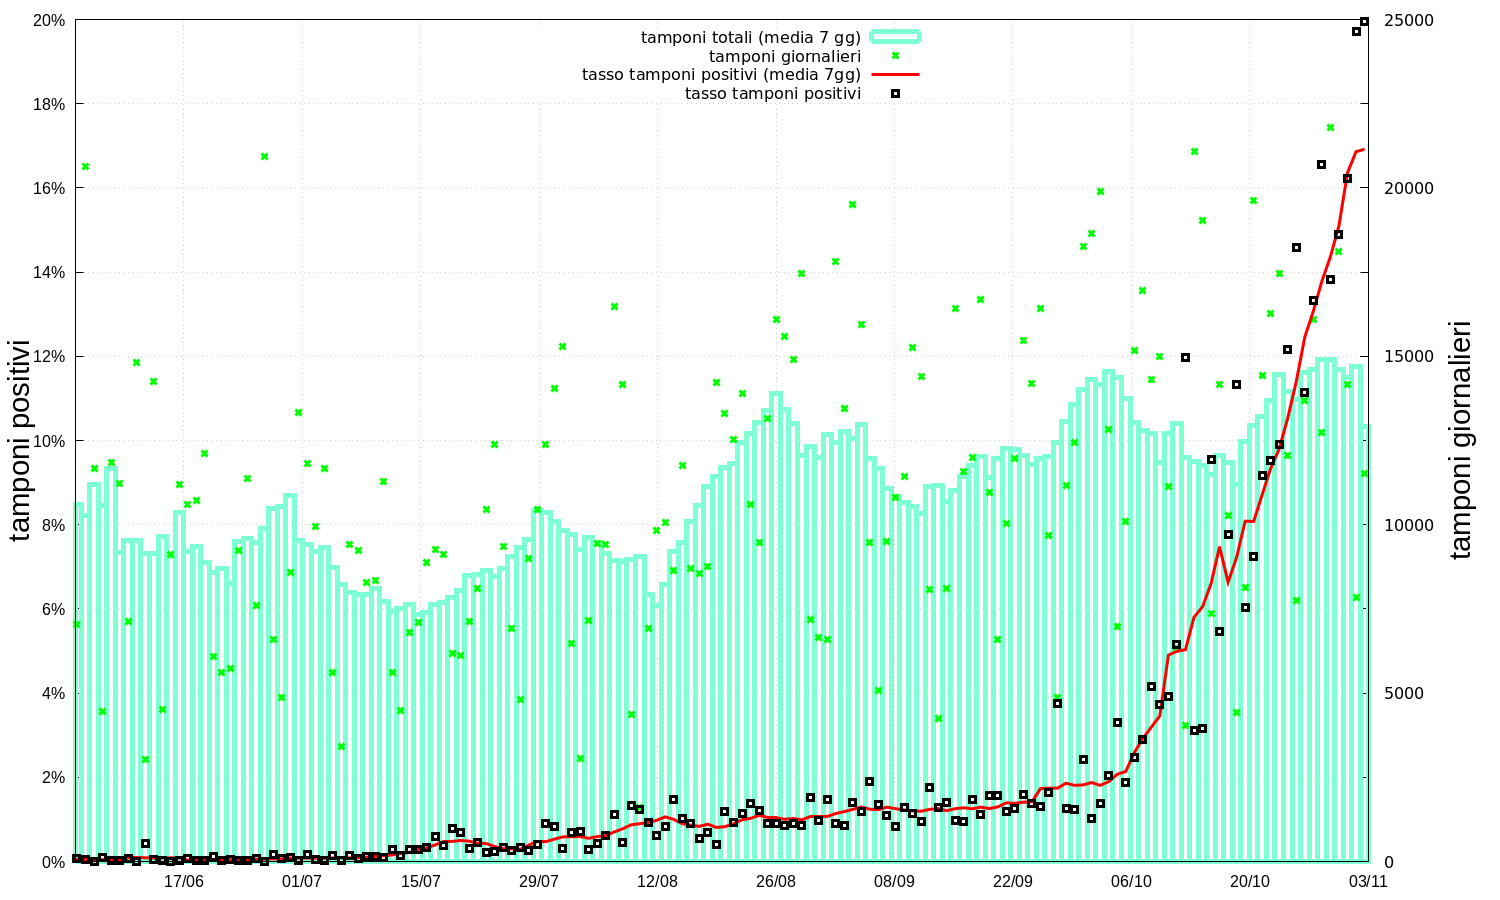 tamponi totali (media 7 gg)
tamponi giornalieri
tasso tamponi positivi (media 7gg)
tasso tamponi positivi
tamponi positivi
20%
18%
16%
14%
12%
10%
8%
6%
4%
2%
0%
25000
20000
15000
10000
5000
0
tamponi giornalieri
17/06 01/07 15/07 29/07 12/08 26/08 08/09 22/09 06/10 20/10 03/11